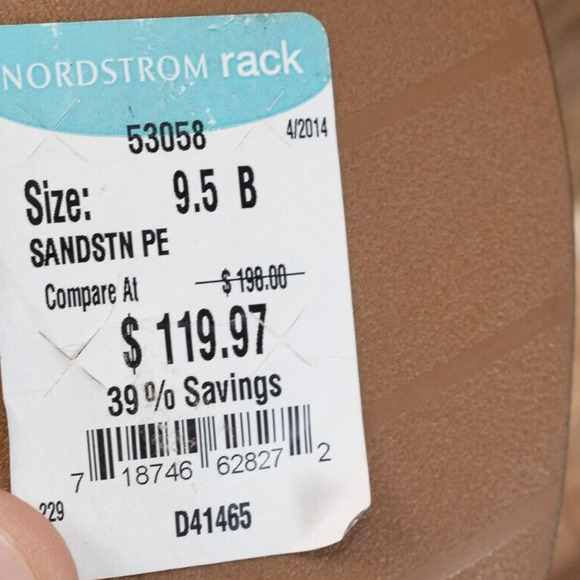 NORDSTROM rack
53058 4/2014
Size: 9.5 B
SANDSTN PE
Compare At $ 198.00
$ 119.97
39% Savings
7 18746 62827 2
229 D41465